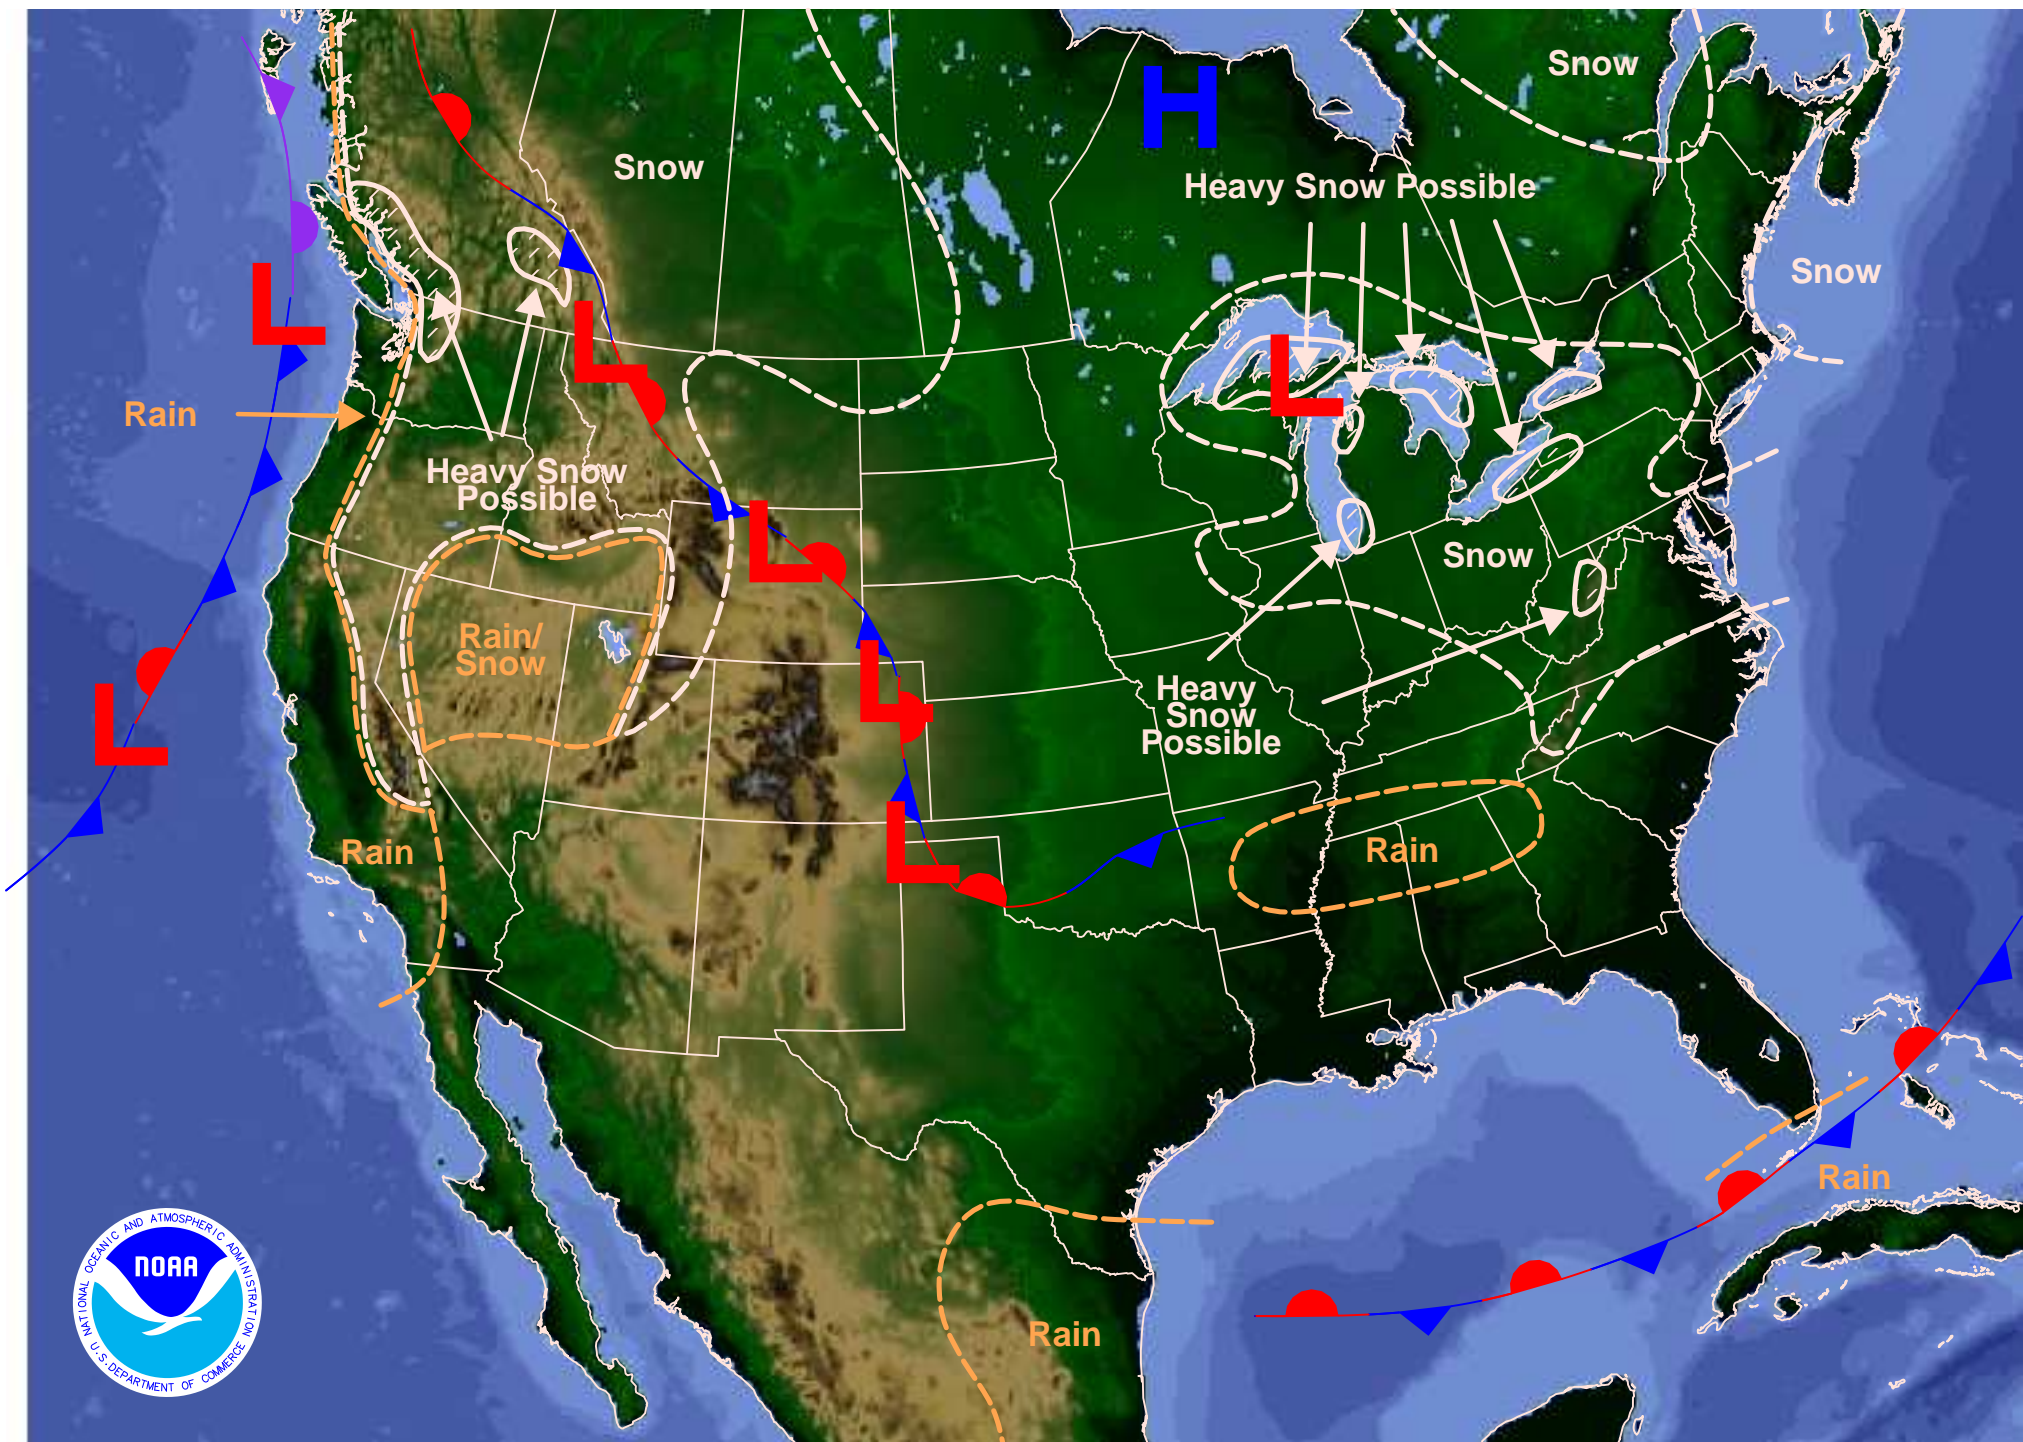 Snow
H
Snow
Heavy Snow Possible
Snow
L
L
L
Rain
Heavy Snow
Possible
L
Snow
Rain/
Snow
L
L
Heavy
Snow
Possible
L
Rain
Rain
Rain
Rain
NATIONAL OCEANIC AND ATMOSPHERIC ADMINISTRATION
NOAA
U.S. DEPARTMENT OF COMMERCE